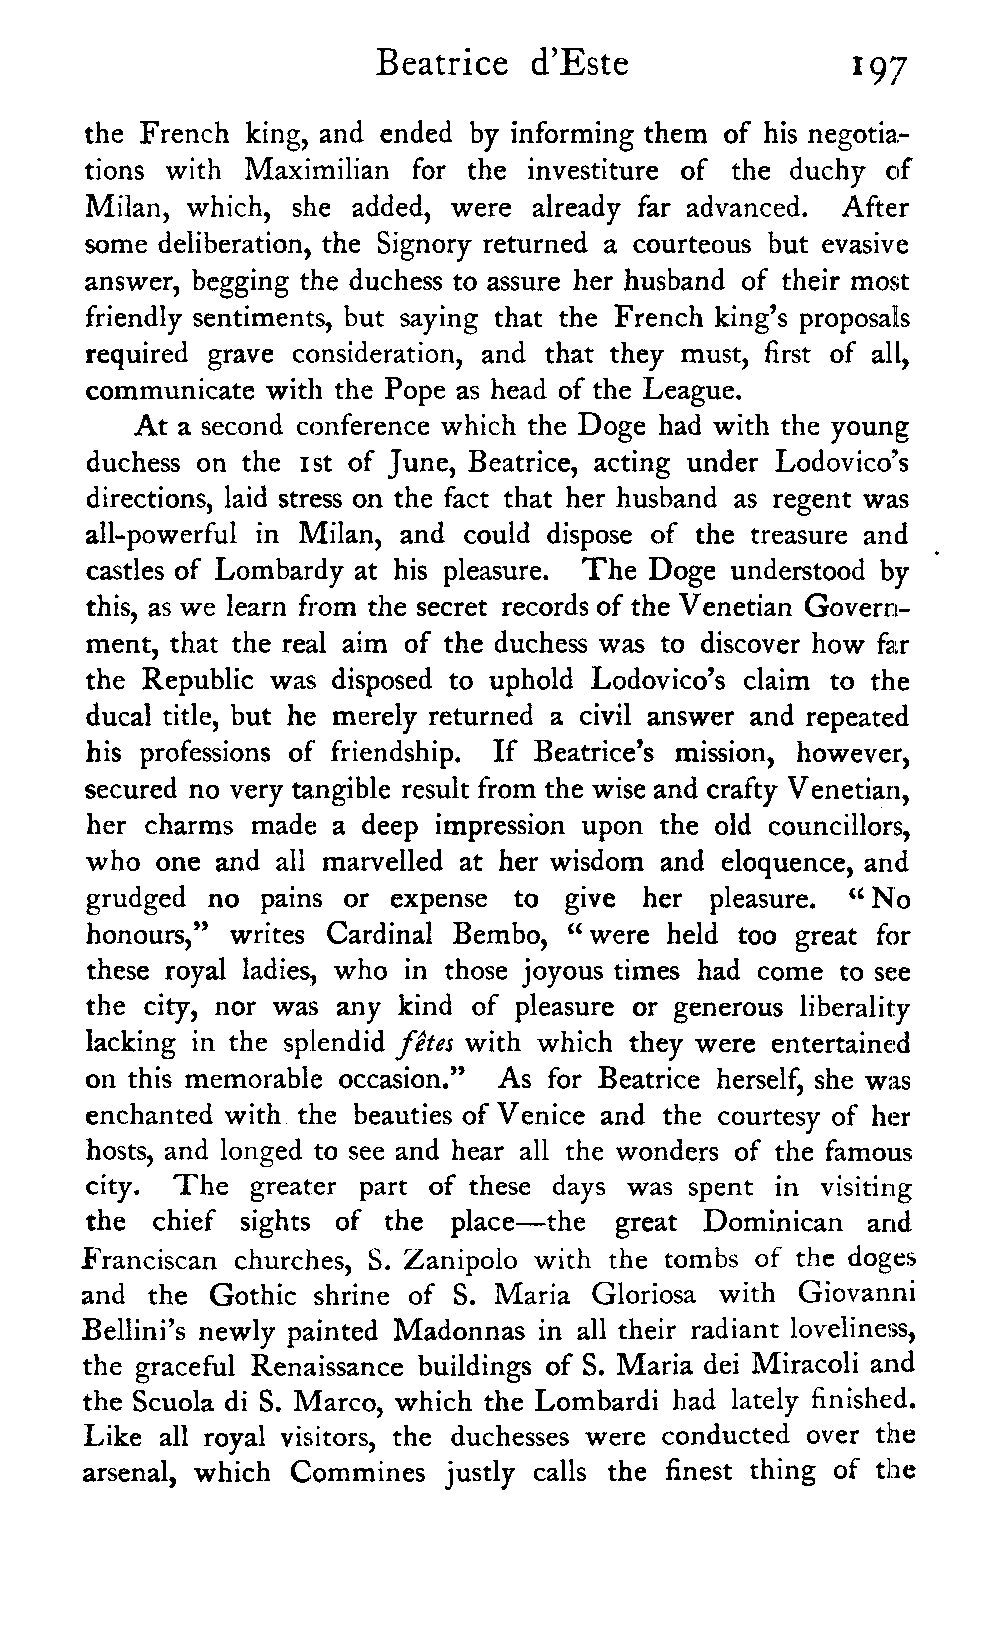 Beatrice d'Este 197
the French king, and ended by informing them of his negotia-
tions with Maximilian for the investiture of the duchy of
Milan, which, she added, were already far advanced. After
some deliberation, the Signory returned a courteous but evasive
answer, begging the duchess to assure her husband of their most
friendly sentiments, but saying that the French king's proposals
required grave consideration, and that they must, first of all,
communicate with the Pope as head of the League.
At a second conference which the Doge had with the young
duchess on the 1st of June, Beatrice, acting under Lodovico's
directions, laid stress on the fact that her husband as regent was
all-powerful in Milan, and could dispose of the treasure and
castles of Lombardy at his pleasure. The Doge understood by
this, as we learn from the secret records of the Venetian Govern-
ment, that the real aim of the duchess was to discover how far
the Republic was disposed to uphold Lodovico's claim to the
ducal title, but he merely returned a civil answer and repeated
his professions of friendship. If Beatrice's mission, however,
secured no very tangible result from the wise and crafty Venetian,
her charms made a deep impression upon the old councillors,
who one and all marvelled at her wisdom and eloquence, and
grudged no pains or expense to give her pleasure. “No
honours,” writes Cardinal Bembo, “were held too great for
these royal ladies, who in those joyous times had come to see
the city, nor was any kind of pleasure or generous liberality
lacking in the splendid fêtes with which they were entertained
on this memorable occasion.” As for Beatrice herself, she was
enchanted with the beauties of Venice and the courtesy of her
hosts, and longed to see and hear all the wonders of the famous
city. The greater part of these days was spent in visiting
the chief sights of the place—the great Dominican and
Franciscan churches, S. Zanipolo with the tombs of the doges
and the Gothic shrine of S. Maria Gloriosa with Giovanni
Bellini's newly painted Madonnas in all their radiant loveliness,
the graceful Renaissance buildings of S. Maria dei Miracoli and
the Scuola di S. Marco, which the Lombardi had lately finished.
Like all royal visitors, the duchesses were conducted over the
arsenal, which Commines justly calls the finest thing of the